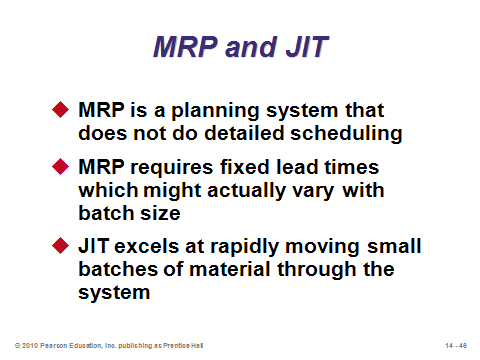 MRP and JIT
MRP is a planning system that
does not do detailed scheduling
MRP requires fixed lead times
which might actually vary with
batch size
JIT excels at rapidly moving small
batches of material through the
system
© 2010 Pearson Education, Inc. publishing as Prentice Hall
14 - 46